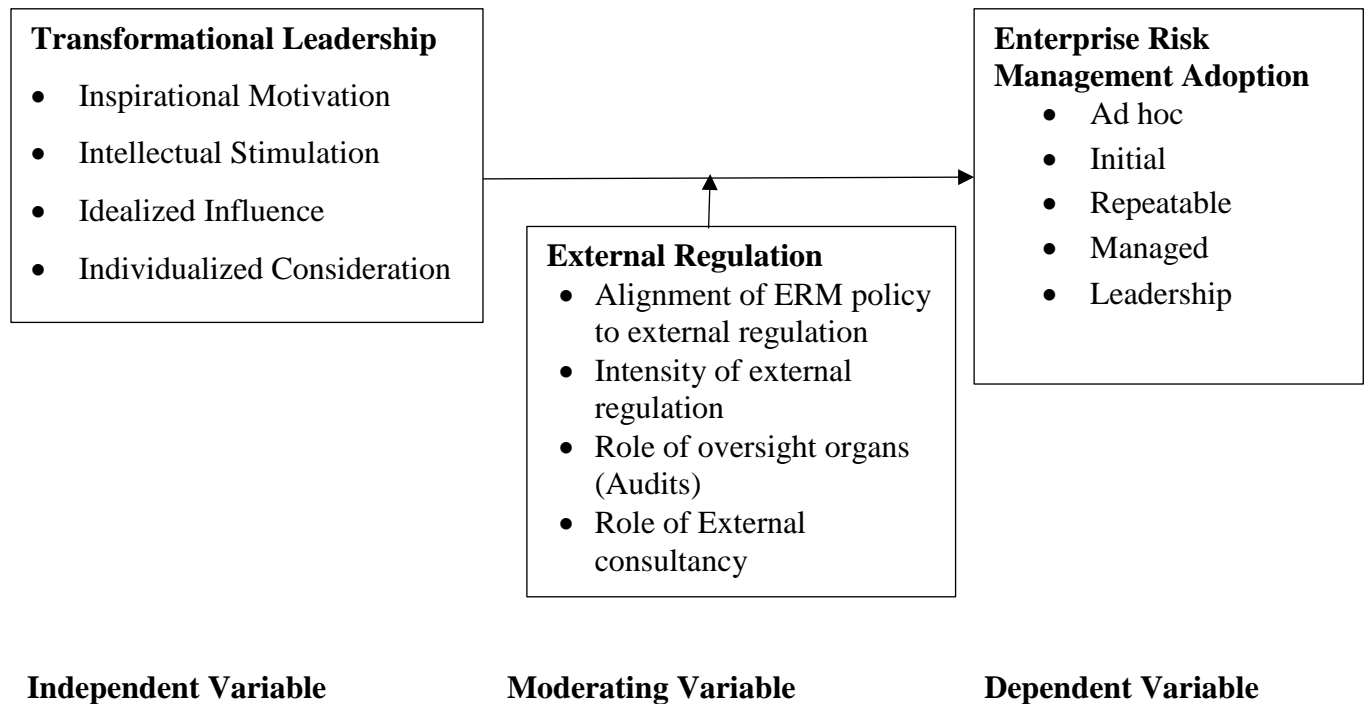 Transformational Leadership
• Inspirational Motivation
• Intellectual Stimulation
• Idealized Influence
• Individualized Consideration
External Regulation
• Alignment of ERM policy
to external regulation
• Intensity of external
regulation
• Role of oversight organs
(Audits)
• Role of External
consultancy
Enterprise Risk
Management Adoption
• Ad hoc
• Initial
• Repeatable
• Managed
• Leadership
Independent Variable
Moderating Variable
Dependent Variable